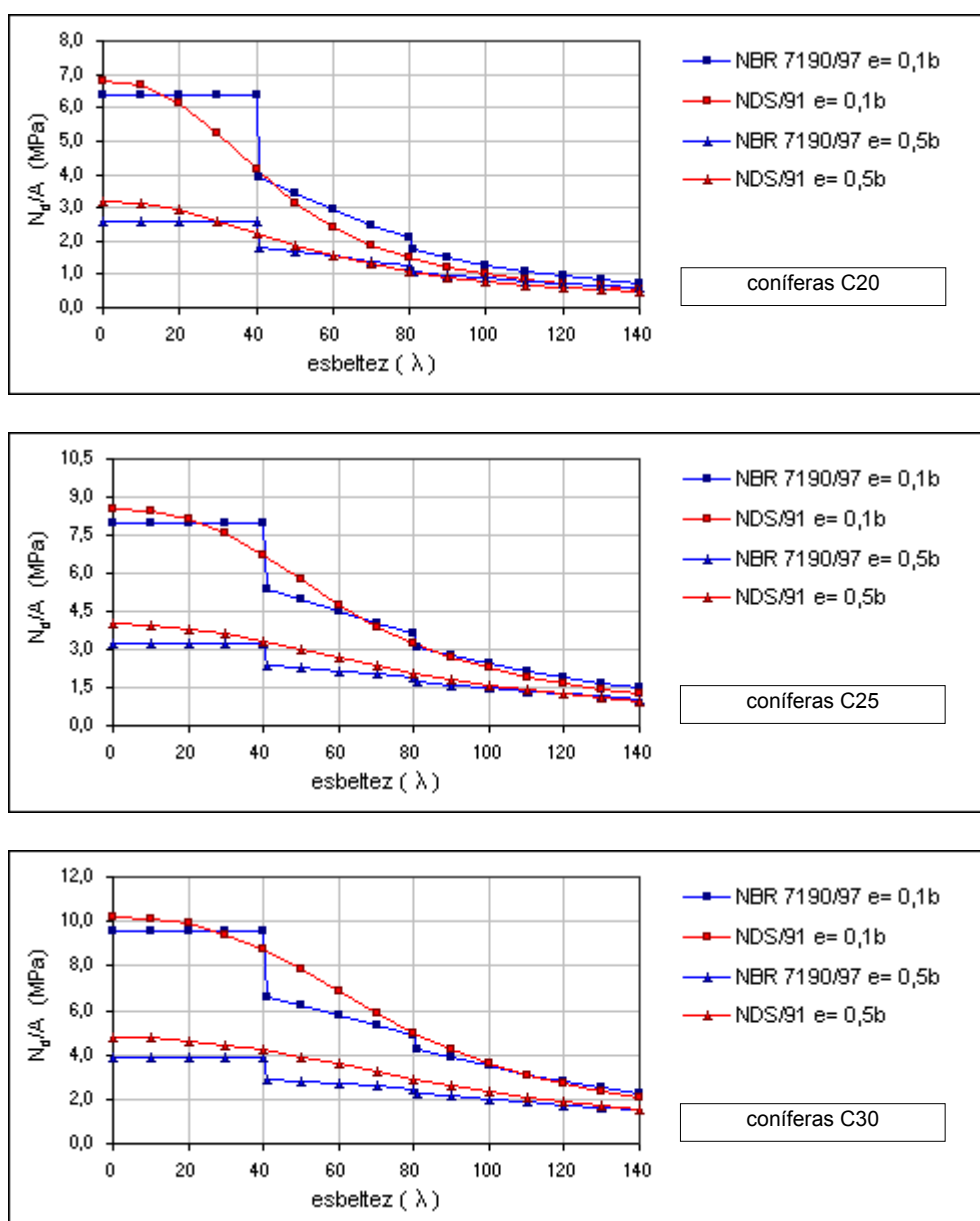 8,0
7,0
6,0
5,0
4,0
3,0
2,0
1,0
0,0
N_d/A (MPa)
0 20 40 60 80 100 120 140
esbeltez ( λ )
NBR 7190/97 e= 0,1b
NDS/91 e= 0,1b
NBR 7190/97 e= 0,5b
NDS/91 e= 0,5b
coníferas C20
10,5
9,0
7,5
6,0
4,5
3,0
1,5
0,0
N_d/A (MPa)
0 20 40 60 80 100 120 140
esbeltez ( λ )
NBR 7190/97 e= 0,1b
NDS/91 e= 0,1b
NBR 7190/97 e= 0,5b
NDS/91 e= 0,5b
coníferas C25
12,0
10,0
8,0
6,0
4,0
2,0
0,0
N_d/A (MPa)
0 20 40 60 80 100 120 140
esbeltez ( λ )
NBR 7190/97 e= 0,1b
NDS/91 e= 0,1b
NBR 7190/97 e= 0,5b
NDS/91 e= 0,5b
coníferas C30